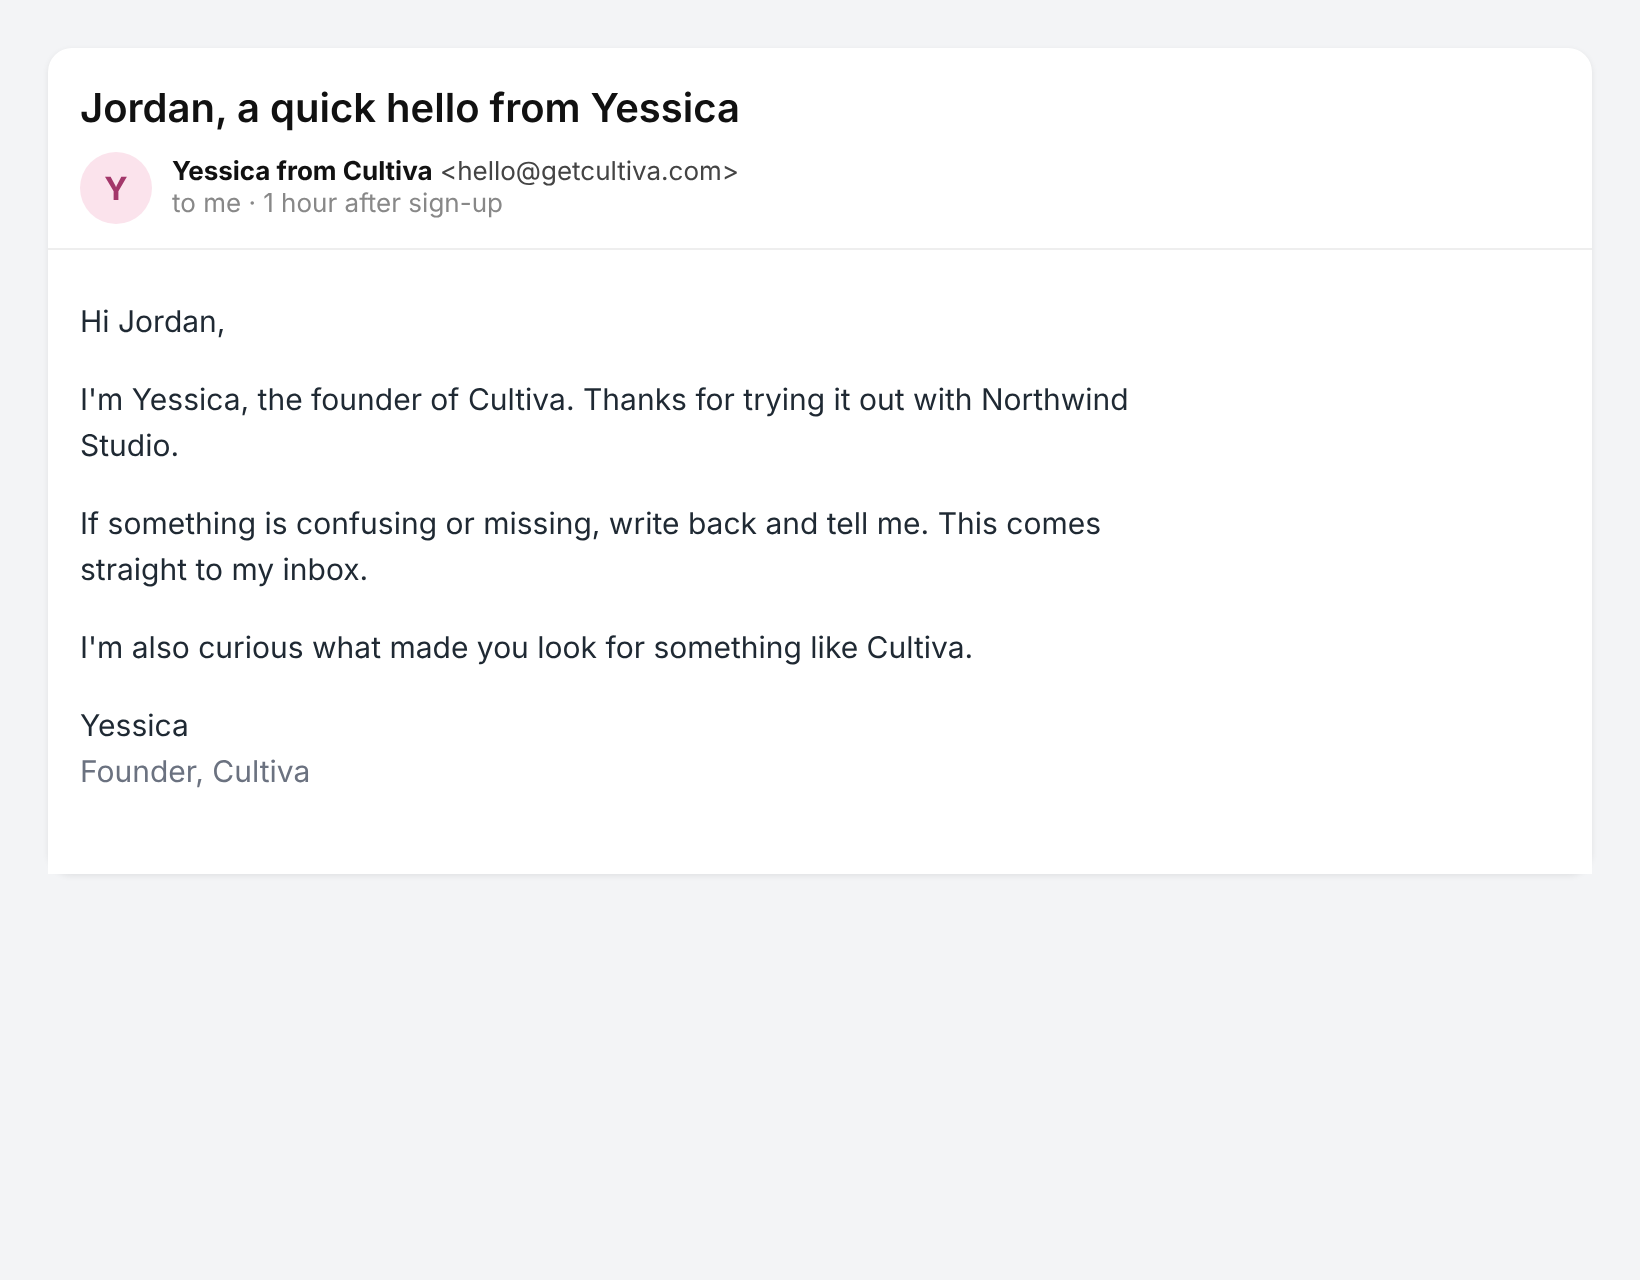 Jordan, a quick hello from Yessica
Y
Yessica from Cultiva <hello@getcultiva.com>
to me · 1 hour after sign-up
Hi Jordan,
I'm Yessica, the founder of Cultiva. Thanks for trying it out with Northwind
Studio.
If something is confusing or missing, write back and tell me. This comes
straight to my inbox.
I'm also curious what made you look for something like Cultiva.
Yessica
Founder, Cultiva